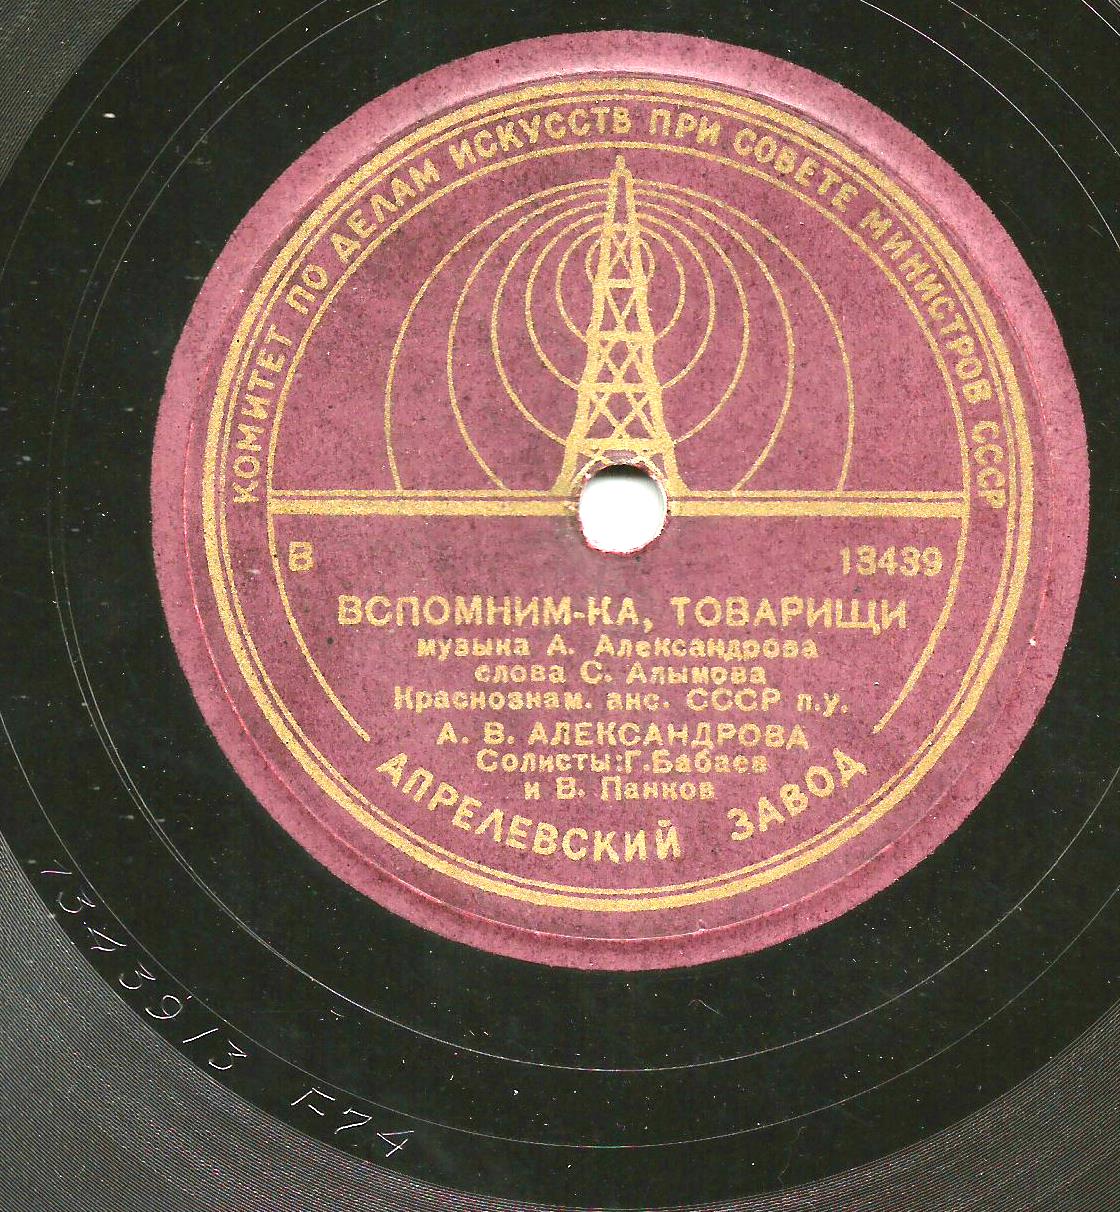 КОМИТЕТ ПО ДЕЛАМ ИСКУССТВ ПРИ СОВЕТЕ МИНИСТРОВ СССР
В 13439
ВСПОМНИМ-КА, ТОВАРИЩИ
музыка А. Александрова
слова С. Алымова
Краснознам. анс. СССР п.у.
А. В. АЛЕКСАНДРОВА
Солисты:Г.Бабаев
и В. Панков
АПРЕЛЕВСКИЙ ЗАВОД
13439/3 F-74